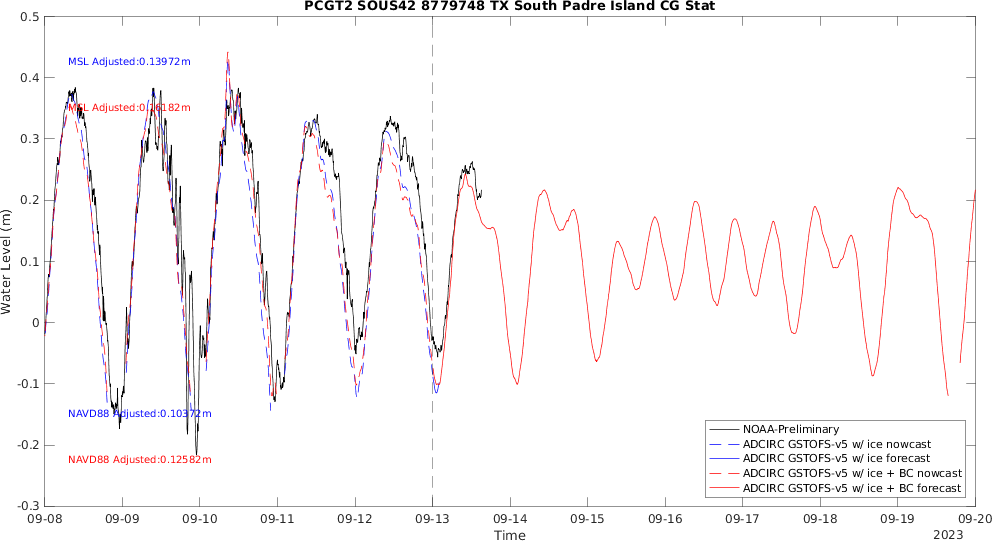 PCGT2 SOUS42 8779748 TX South Padre Island CG Stat
0.5
0.4
0.3
0.2
0.1
0
-0.1
-0.2
-0.3
Water Level (m)
MSL Adjusted:0.13972m
MSL Adjusted:0.16182m
NAVD88 Adjusted:0.10372m
NAVD88 Adjusted:0.12582m
NOAA-Preliminary
ADCIRC GSTOFS-v5 w/ ice nowcast
ADCIRC GSTOFS-v5 w/ ice forecast
ADCIRC GSTOFS-v5 w/ ice + BC nowcast
ADCIRC GSTOFS-v5 w/ ice + BC forecast
09-08 09-09 09-10 09-11 09-12 09-13 09-14 09-15 09-16 09-17 09-18 09-19 09-20
Time
2023